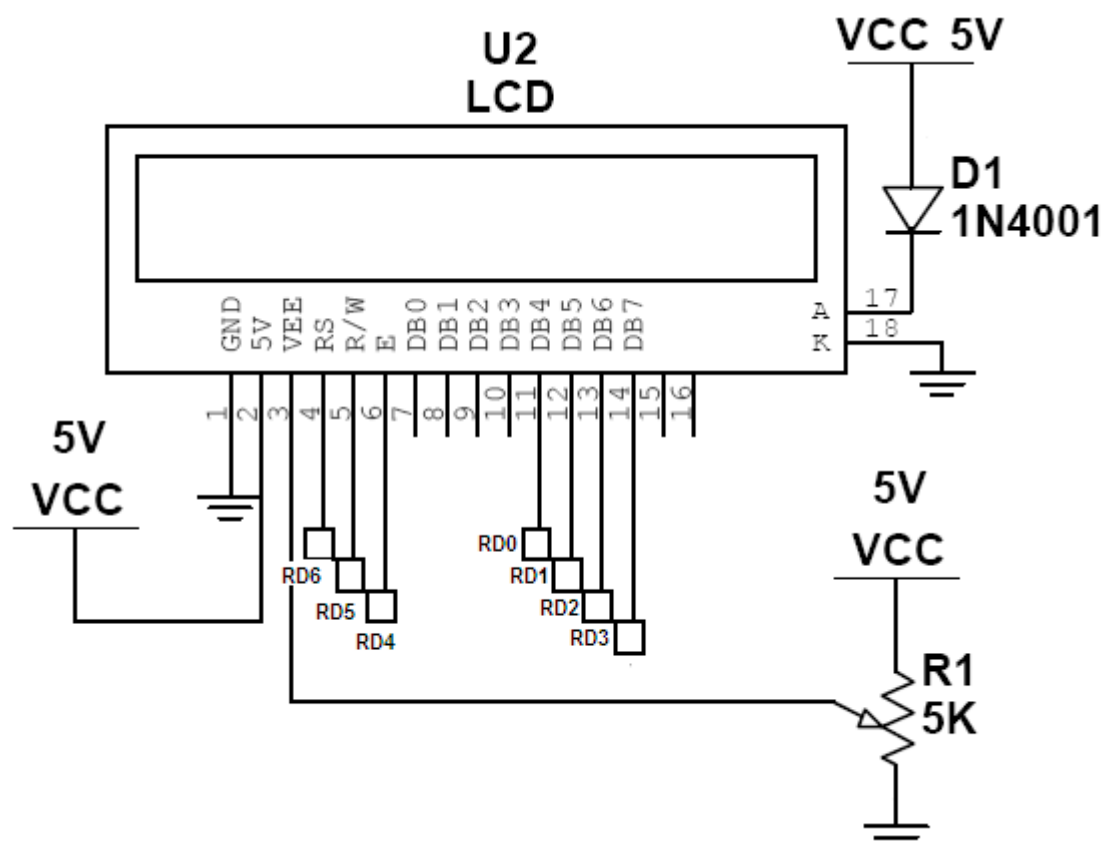 U2
LCD
VCC 5V
D1
1N4001
GND
5V
VEE
RS
R/W
E
DB0
DB1
DB2
DB3
DB4
DB5
DB6
DB7
A
K
17
18
1
2
3
4
5
6
7
8
9
10
11
12
13
14
15
16
5V
VCC
RD6
RD5
RD4
RD0
RD1
RD2
RD3
5V
VCC
R1
5K